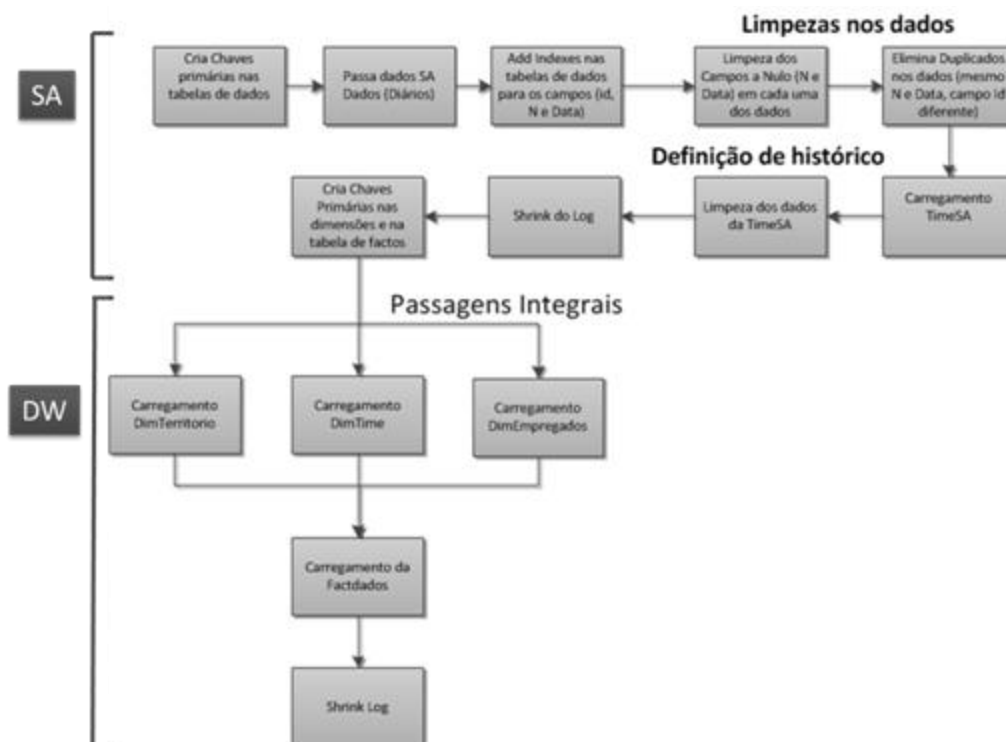 Limpezas nos dados
SA
Cria Chaves
primárias nas
tabelas de dados
Passa dados SA
Dados (Diários)
Add Indexes nas
tabelas de dados
para os campos (id,
N e Data)
Limpeza dos
Campos a Nulo (N e
Data) em cada uma
dos dados
Elimina Duplicados
nos dados (mesmo
N e Data, campo Id
diferente)
Definição de histórico
Cria Chaves
Primárias nas
dimensões e na
tabela de factos
Shrink do Log
Limpeza dos dados
da TimeSA
Carregamento
TimeSA
Passagens Integrais
DW
Carregamento
DimTerritorio
Carregamento
DimTime
Carregamento
DimEmpregados
Carregamento da
Factdados
Shrink Log